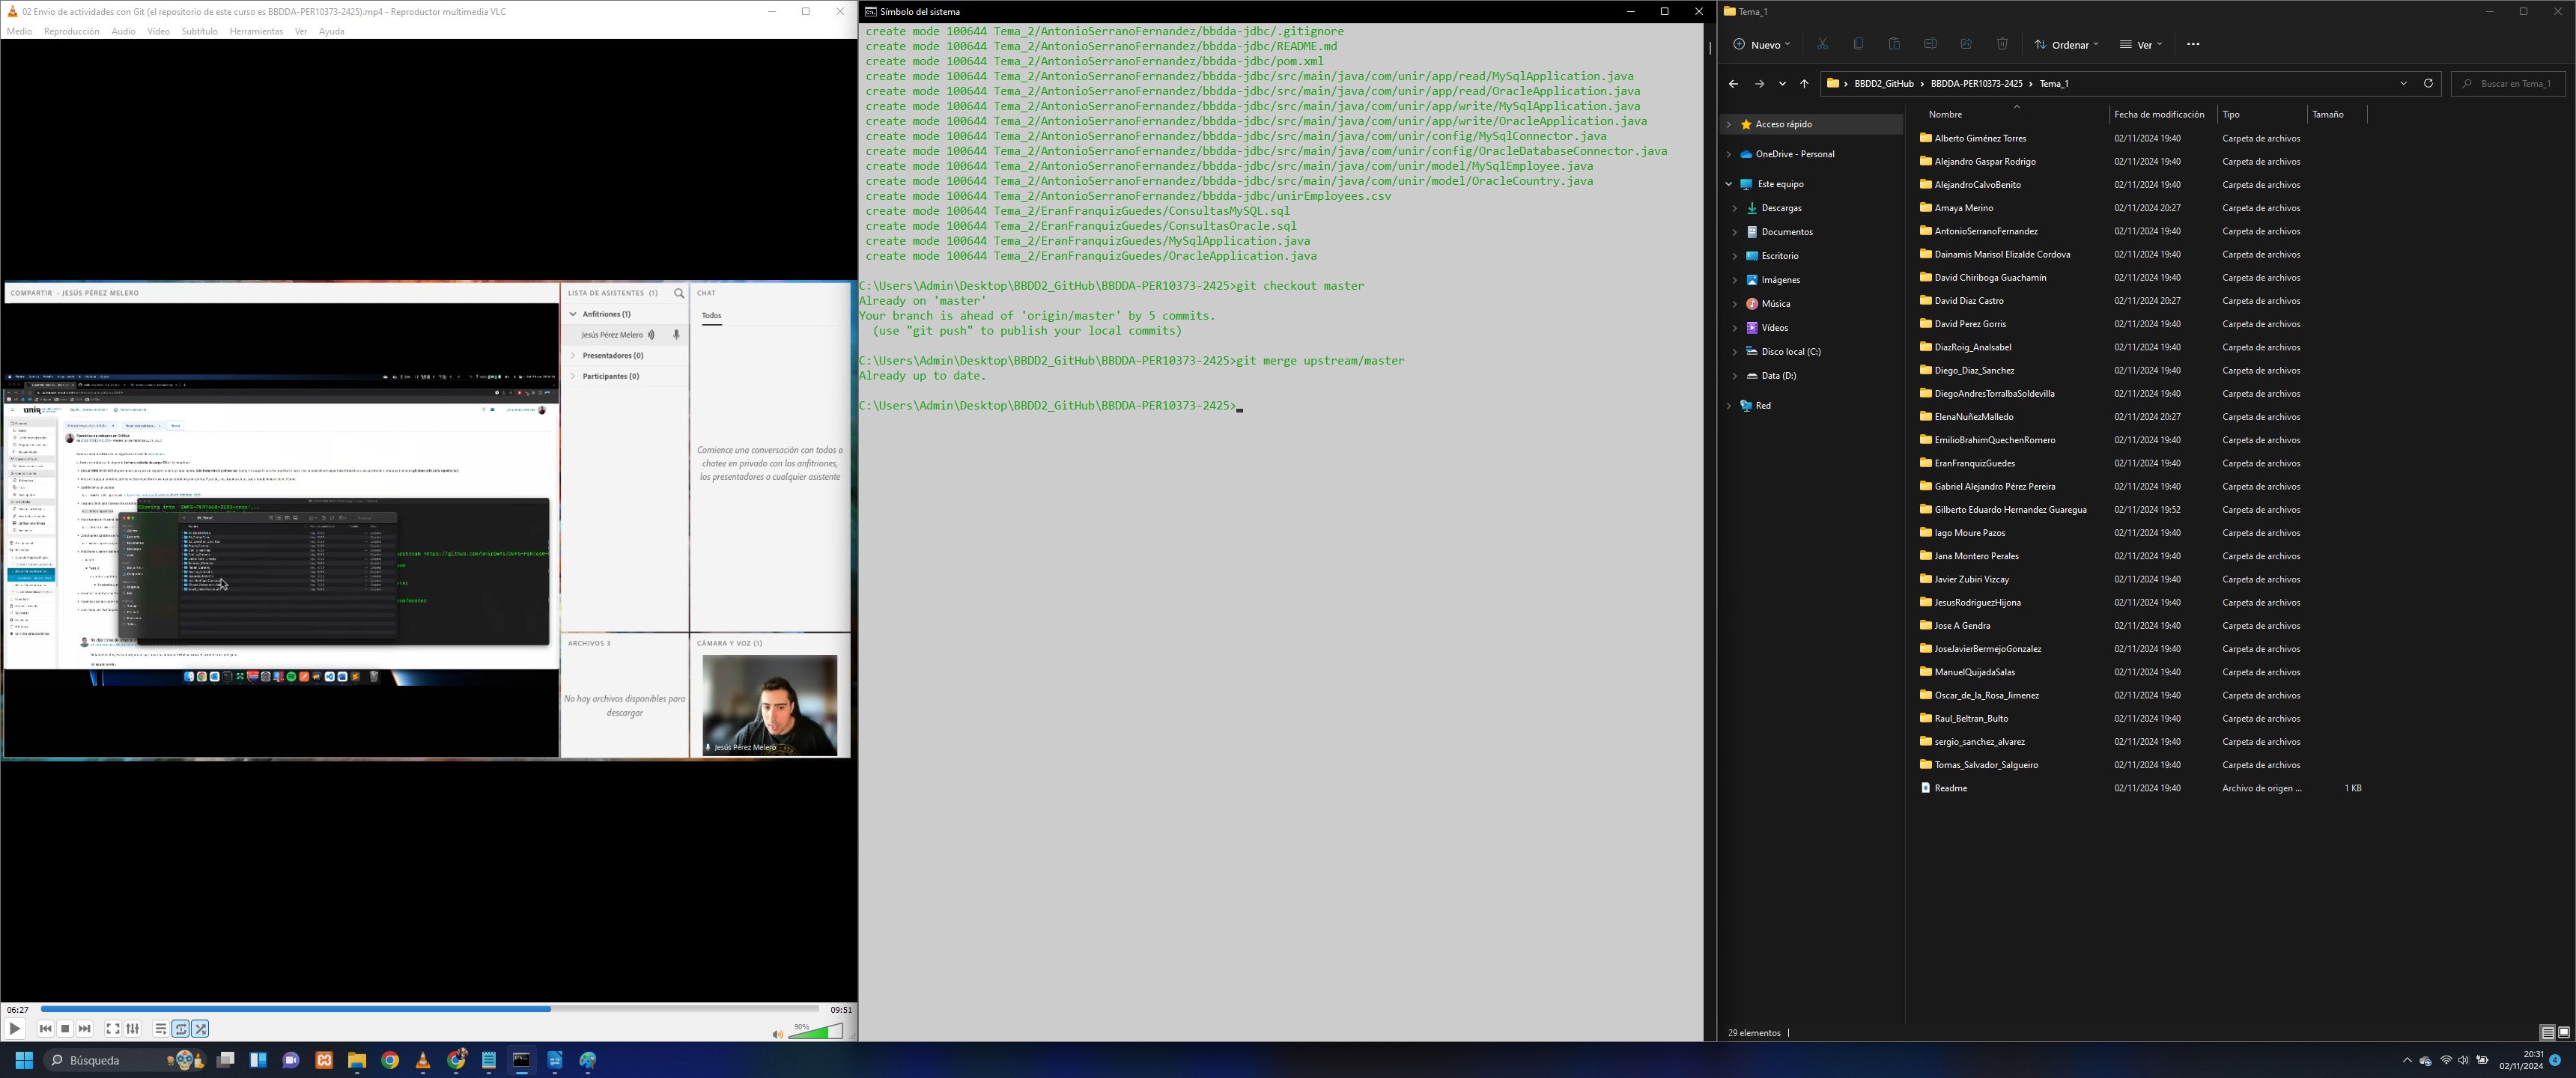 02 Envio de actividades con Git (el repositorio de este curso es BBDDA-PER10373-2425).mp4 - Reproductor multimedia VLC
Medio Reproducción Audio Vídeo Subtítulo Herramientas Ver Ayuda
COMPARTIR - JESÚS PÉREZ MELERO
LISTA DE ASISTENTES (1)
Anfitriones (1)
Jesús Pérez Melero
Presentadores (0)
Participantes (0)
CHAT
Todos
Comience una conversación con todos o
chatee en privado con los anfitriones,
los presentadores o cualquier asistente
unir
Cloning into
ARCHIVOS 3
No hay archivos disponibles para
descargar
CÁMARA Y VOZ (1)
Jesús Pérez Melero
06:27
09:51
90%
Símbolo del sistema
create mode 100644 Tema_2/AntonioSerranoFernandez/bbdda-jdbc/.gitignore
create mode 100644 Tema_2/AntonioSerranoFernandez/bbdda-jdbc/README.md
create mode 100644 Tema_2/AntonioSerranoFernandez/bbdda-jdbc/pom.xml
create mode 100644 Tema_2/AntonioSerranoFernandez/bbdda-jdbc/src/main/java/com/unir/app/read/MySqlApplication.java
create mode 100644 Tema_2/AntonioSerranoFernandez/bbdda-jdbc/src/main/java/com/unir/app/read/OracleApplication.java
create mode 100644 Tema_2/AntonioSerranoFernandez/bbdda-jdbc/src/main/java/com/unir/app/write/MySqlApplication.java
create mode 100644 Tema_2/AntonioSerranoFernandez/bbdda-jdbc/src/main/java/com/unir/app/write/OracleApplication.java
create mode 100644 Tema_2/AntonioSerranoFernandez/bbdda-jdbc/src/main/java/com/unir/config/MySqlConnector.java
create mode 100644 Tema_2/AntonioSerranoFernandez/bbdda-jdbc/src/main/java/com/unir/config/OracleDatabaseConnector.java
create mode 100644 Tema_2/AntonioSerranoFernandez/bbdda-jdbc/src/main/java/com/unir/model/MySqlEmployee.java
create mode 100644 Tema_2/AntonioSerranoFernandez/bbdda-jdbc/src/main/java/com/unir/model/OracleCountry.java
create mode 100644 Tema_2/AntonioSerranoFernandez/bbdda-jdbc/unirEmployees.csv
create mode 100644 Tema_2/EranFranquizGuedes/ConsultasMySQL.sql
create mode 100644 Tema_2/EranFranquizGuedes/ConsultasOracle.sql
create mode 100644 Tema_2/EranFranquizGuedes/MySqlApplication.java
create mode 100644 Tema_2/EranFranquizGuedes/OracleApplication.java
C:\Users\Admin\Desktop\BBDD2_GitHub\BBDDA-PER10373-2425>git checkout master
Already on 'master'
Your branch is ahead of 'origin/master' by 5 commits.
(use "git push" to publish your local commits)
C:\Users\Admin\Desktop\BBDD2_GitHub\BBDDA-PER10373-2425>git merge upstream/master
Already up to date.
C:\Users\Admin\Desktop\BBDD2_GitHub\BBDDA-PER10373-2425>
Tema_1
Nuevo Ordenar Ver
BBDD2_GitHub > BBDDA-PER10373-2425 > Tema_1
Buscar en Tema_1
Acceso rápido
OneDrive - Personal
Este equipo
Descargas
Documentos
Escritorio
Imágenes
Música
Vídeos
Disco local (C:)
Data (D:)
Red
Nombre Fecha de modificación Tipo Tamaño
Alberto Giménez Torres 02/11/2024 19:40 Carpeta de archivos
Alejandro Gaspar Rodrigo 02/11/2024 19:40 Carpeta de archivos
AlejandroCalvoBenito 02/11/2024 19:40 Carpeta de archivos
Amaya Merino 02/11/2024 20:27 Carpeta de archivos
AntonioSerranoFernandez 02/11/2024 19:40 Carpeta de archivos
Dainamis Marisol Elizalde Cordova 02/11/2024 19:40 Carpeta de archivos
David Chiriboga Guachamín 02/11/2024 19:40 Carpeta de archivos
David Diaz Castro 02/11/2024 20:27 Carpeta de archivos
David Perez Gorris 02/11/2024 19:40 Carpeta de archivos
DiazRoig_AnaIsabel 02/11/2024 19:40 Carpeta de archivos
Diego_Diaz_Sanchez 02/11/2024 19:40 Carpeta de archivos
DiegoAndresTorralbaSoldevilla 02/11/2024 19:40 Carpeta de archivos
ElenaNuñezMalledo 02/11/2024 20:27 Carpeta de archivos
EmilioBrahimQuechenRomero 02/11/2024 19:40 Carpeta de archivos
EranFranquizGuedes 02/11/2024 19:40 Carpeta de archivos
Gabriel Alejandro Pérez Pereira 02/11/2024 19:40 Carpeta de archivos
Gilberto Eduardo Hernandez Guaregua 02/11/2024 19:52 Carpeta de archivos
Iago Moure Pazos 02/11/2024 19:40 Carpeta de archivos
Jana Montero Perales 02/11/2024 19:40 Carpeta de archivos
Javier Zubiri Vizcay 02/11/2024 19:40 Carpeta de archivos
JesusRodriguezHijona 02/11/2024 19:40 Carpeta de archivos
Jose A Gendra 02/11/2024 19:40 Carpeta de archivos
JoseJavierBermejoGonzalez 02/11/2024 19:40 Carpeta de archivos
ManuelQuijadaSalas 02/11/2024 19:40 Carpeta de archivos
Oscar_de_la_Rosa_Jimenez 02/11/2024 19:40 Carpeta de archivos
Raul_Beltran_Bulto 02/11/2024 19:40 Carpeta de archivos
sergio_sanchez_alvarez 02/11/2024 19:40 Carpeta de archivos
Tomas_Salvador_Salgueiro 02/11/2024 19:40 Carpeta de archivos
Readme 02/11/2024 19:40 Archivo de origen ... 1 KB
29 elementos
Búsqueda
20:31
02/11/2024
4